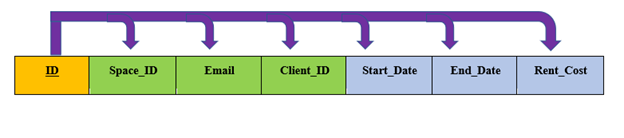 ID Space_ID Email Client_ID Start_Date End_Date Rent_Cost